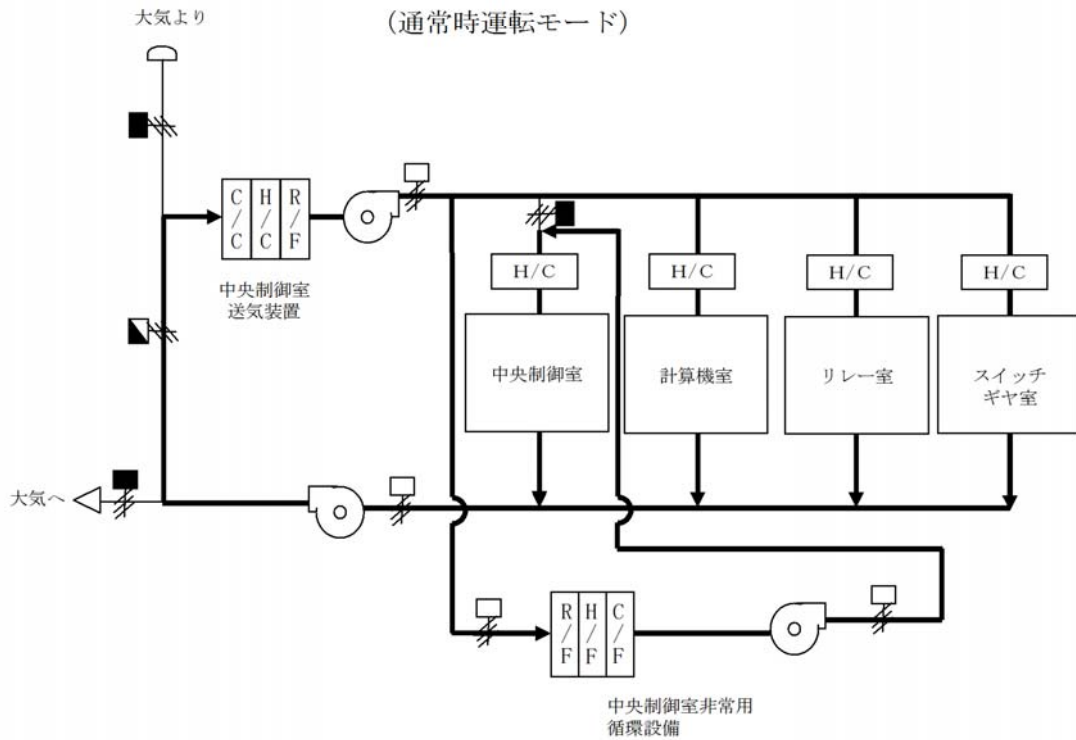 (通常時運転モード)
大気より
C/C
H/C
R/F
中央制御室
送気装置
H/C
H/C
H/C
H/C
中央制御室
計算機室
リレー室
スイッチ
ギヤ室
大気へ
R/F
H/F
C/F
中央制御室非常用
循環設備